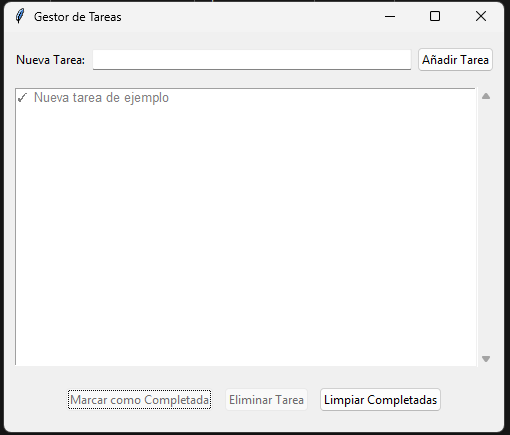 Gestor de Tareas
Nueva Tarea: Añadir Tarea
✓ Nueva tarea de ejemplo
Marcar como Completada Eliminar Tarea Limpiar Completadas